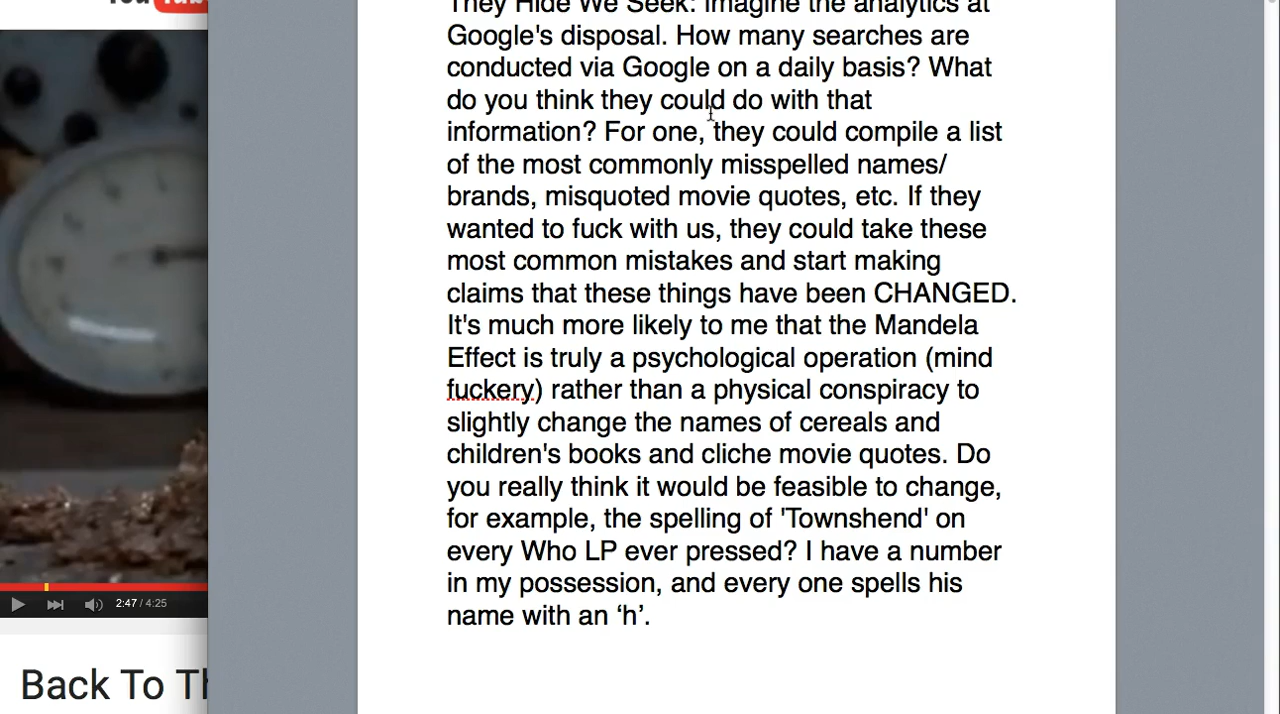 You Tub
They Hide We Seek: Imagine the analytics at
Google's disposal. How many searches are
conducted via Google on a daily basis? What
do you think they could do with that
information? For one, they could compile a list
of the most commonly misspelled names/
brands, misquoted movie quotes, etc. If they
wanted to fuck with us, they could take these
most common mistakes and start making
claims that these things have been CHANGED.
It's much more likely to me that the Mandela
Effect is truly a psychological operation (mind
fuckery) rather than a physical conspiracy to
slightly change the names of cereals and
children's books and cliche movie quotes. Do
you really think it would be feasible to change,
for example, the spelling of 'Townshend' on
every Who LP ever pressed? I have a number
in my possession, and every one spells his
name with an ‘h’.
2:47 / 4:25
Back To Th